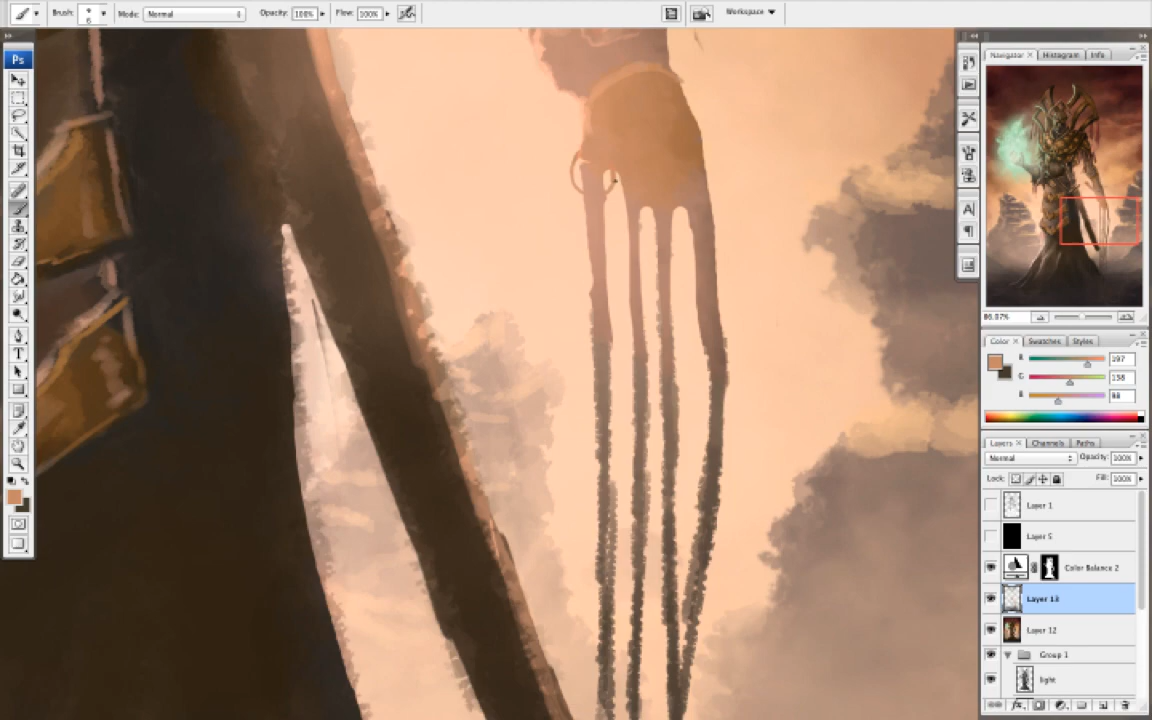 Brush:
6
Mode: Normal
Opacity: 100%
Flow: 100%
Workspace
Ps
T
Navigator × Histogram Info
A
Color × Swatches Styles
R 197
G
B 98
Layers × Channels Paths
Normal Opacity: 100%
Lock: Fill: 100%
Layer 1
Layer 5
Color Balance 2
Layer 13
Layer 12
Group 1
light